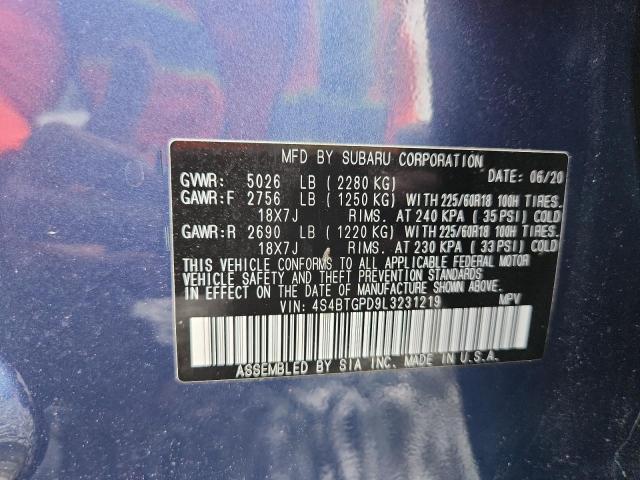 MFD BY SUBARU CORPORATION
GVWR: 5026 LB ( 2280 KG) DATE: 06/20
GAWR:F 2756 LB ( 1250 KG) WITH 225/60R18 100H TIRES.
18X7J RIMS. AT 240 KPA ( 35 PSI) COLD
GAWR:R 2690 LB ( 1220 KG) WITH 225/60R18 100H TIRES.
18X7J RIMS. AT 230 KPA ( 33 PSI) COLD
THIS VEHICLE CONFORMS TO ALL APPLICABLE FEDERAL MOTOR
VEHICLE SAFETY AND THEFT PREVENTION STANDARDS
IN EFFECT ON THE DATE OF MANUFACTURE SHOWN ABOVE.
VIN: 4S4BTGPD9L3231219 MPV
ASSEMBLED BY SIA INC. MADE IN U.S.A.